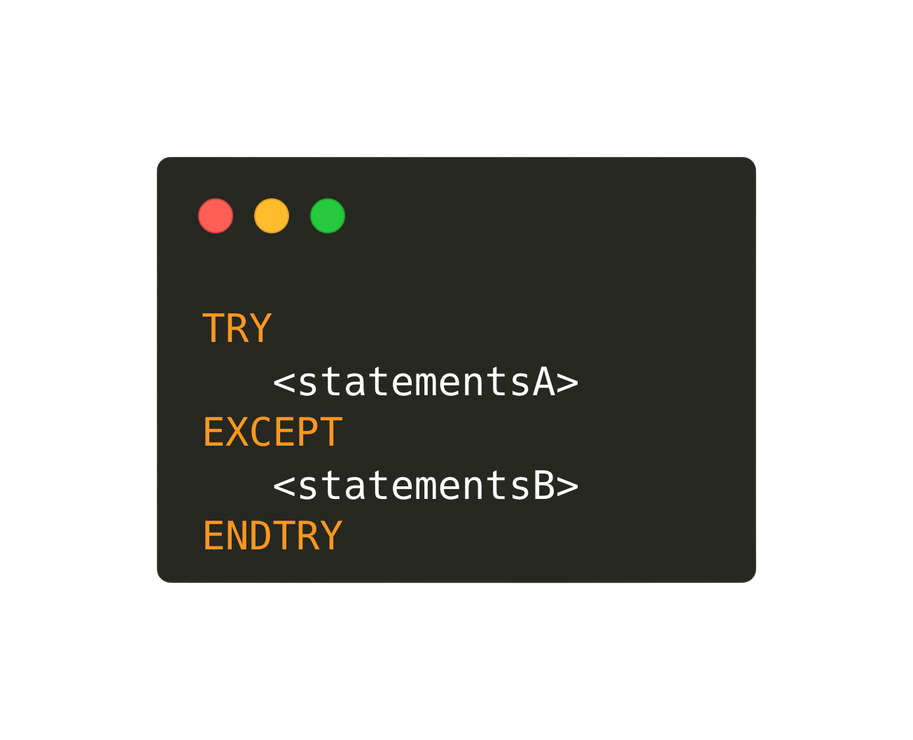 TRY
<statementsA>
EXCEPT
<statementsB>
ENDTRY